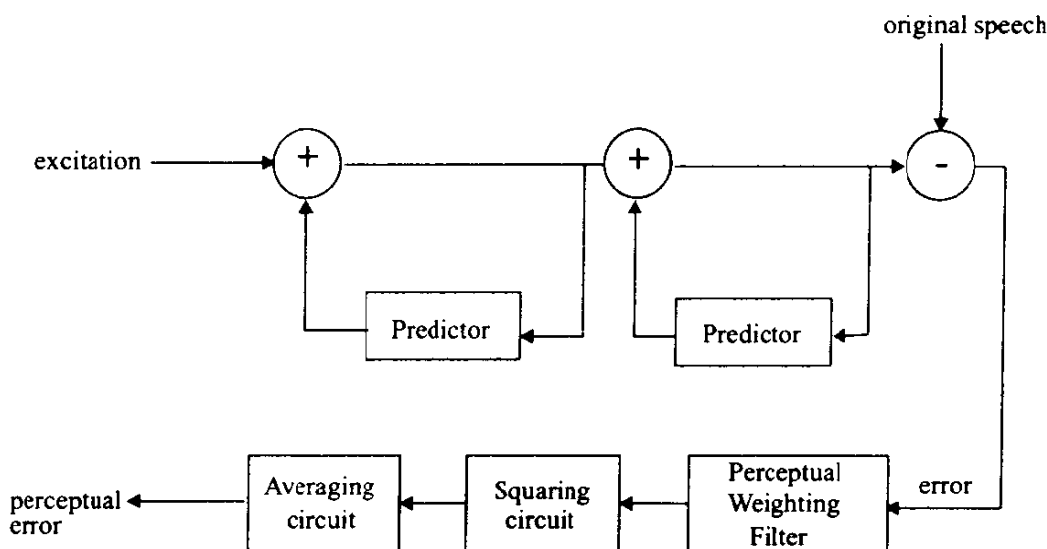 original speech
excitation
+
+
-
Predictor
Predictor
perceptual
error
Averaging
circuit
Squaring
circuit
Perceptual
Weighting
Filter
error